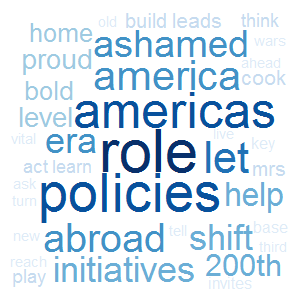 old build leads think
home ashamed wars
proud america ahead
bold cook
level americas
vital era role let live key
act learn mrs
ask policies help
turn
new abroad tell shift base
third
reach initiatives 200th
play invites